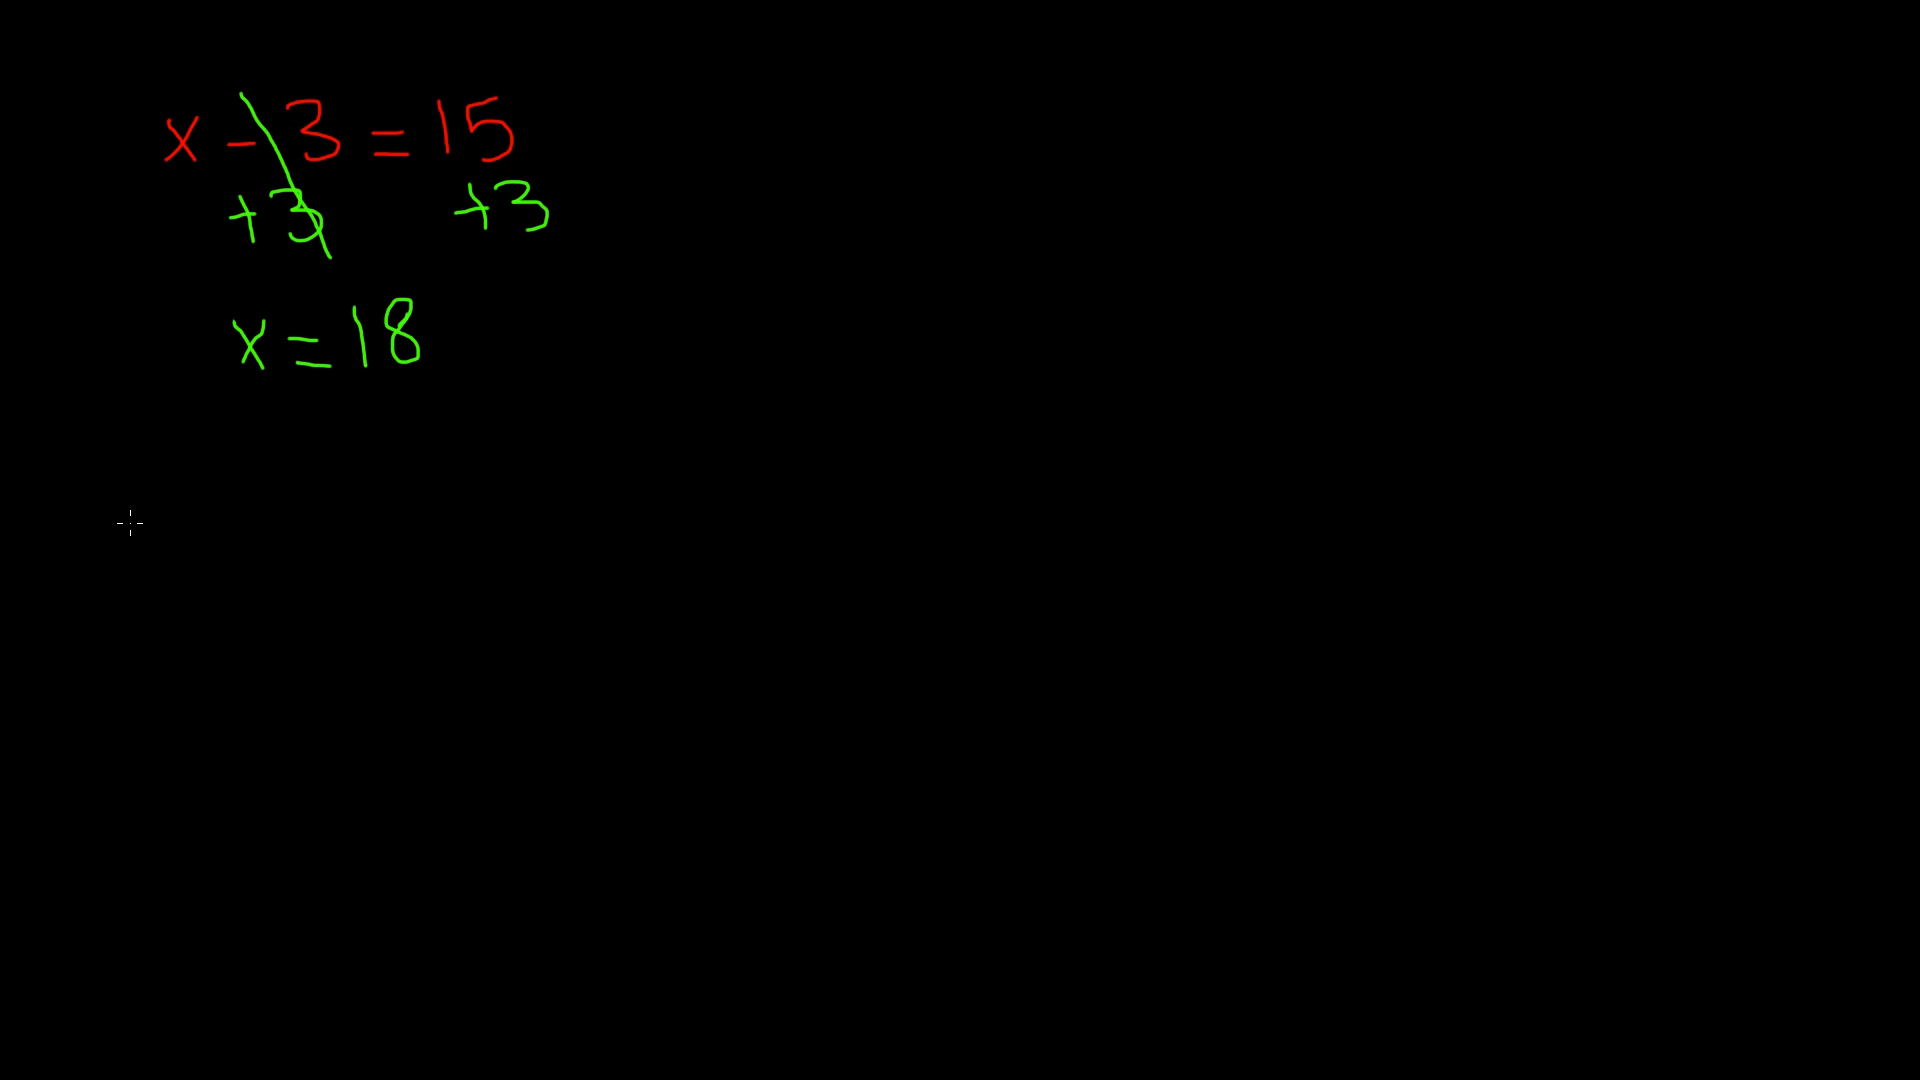 x - 3 = 15
+3 +3
x = 18